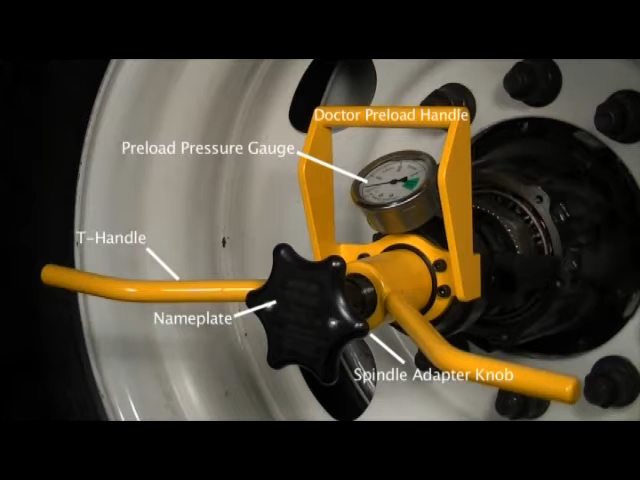 Doctor Preload Handle
Preload Pressure Gauge
T-Handle
Nameplate
Spindle Adapter Knob